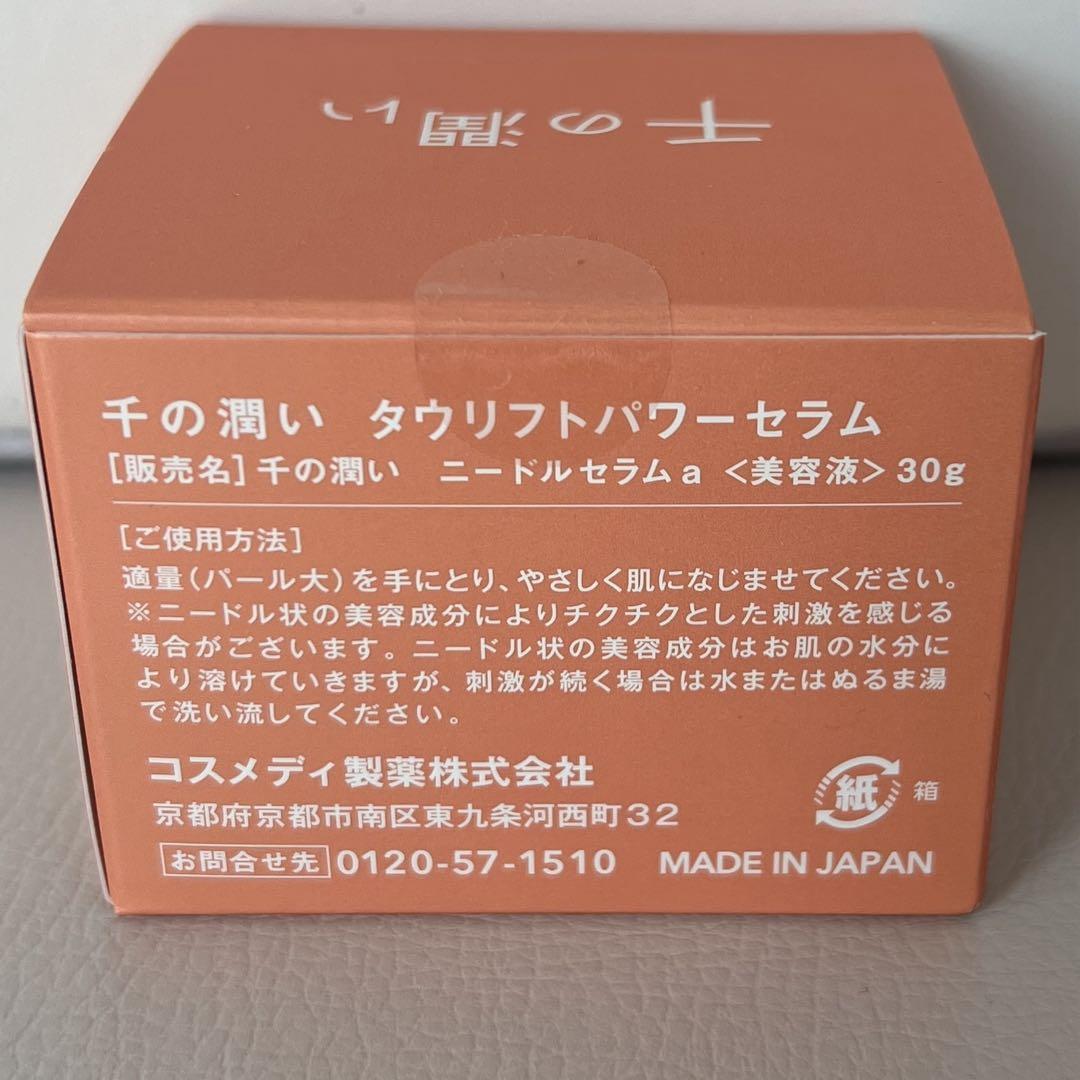 千の潤い
千の潤い タウリフトパワーセラム
[販売名]千の潤い ニードルセラムa <美容液> 30g
[ご使用方法]
適量(パール大)を手にとり、やさしく肌になじませてください。
※ニードル状の美容成分によりチクチクとした刺激を感じる
場合がございます。ニードル状の美容成分はお肌の水分に
より溶けていきますが、刺激が続く場合は水またはぬるま湯
で洗い流してください。
コスメディ製薬株式会社
京都府京都市南区東九条河西町32
紙 箱
お問合せ先 0120-57-1510 MADE IN JAPAN